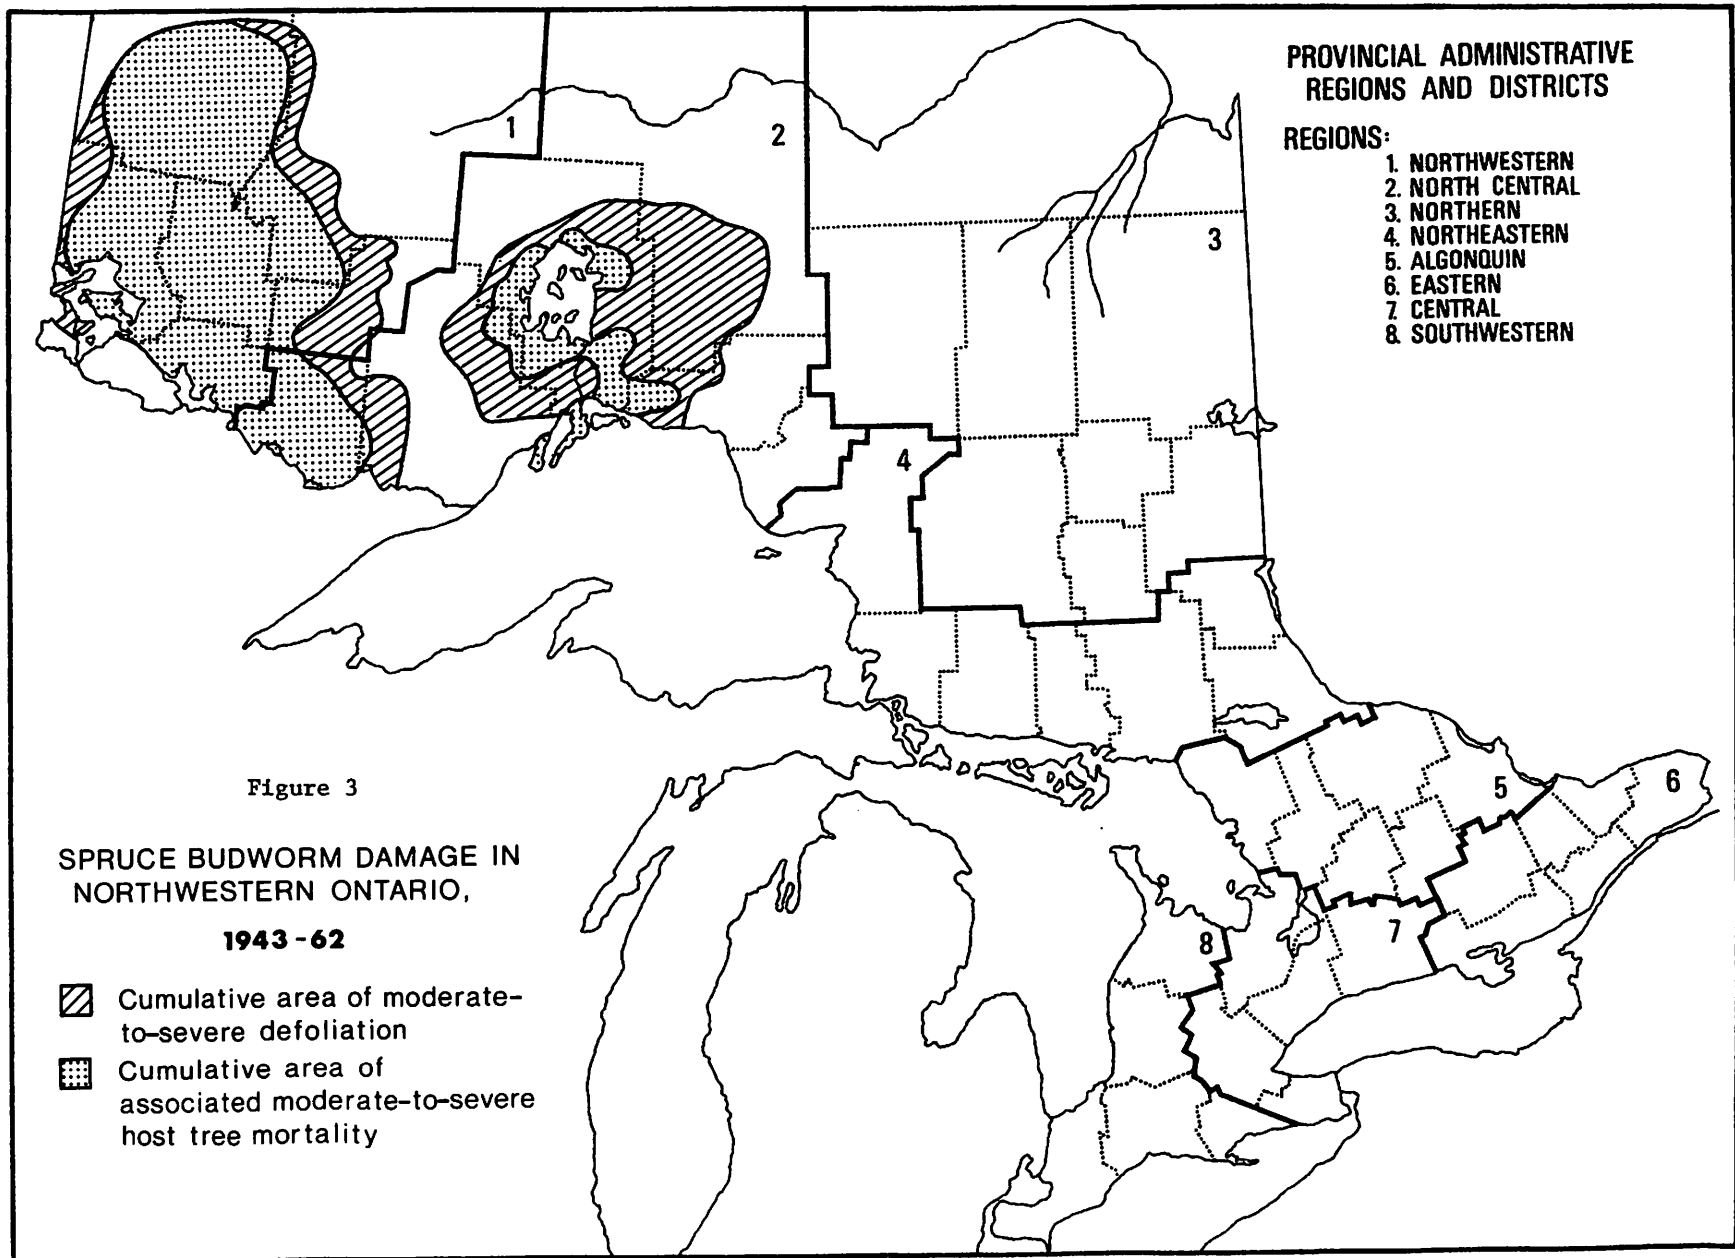 PROVINCIAL ADMINISTRATIVE
REGIONS AND DISTRICTS
REGIONS:
1. NORTHWESTERN
2. NORTH CENTRAL
3. NORTHERN
4. NORTHEASTERN
5. ALGONQUIN
6. EASTERN
7. CENTRAL
8. SOUTHWESTERN
1
2
3
4
5
6
7
8
Figure 3
SPRUCE BUDWORM DAMAGE IN
NORTHWESTERN ONTARIO,
1943-62
Cumulative area of moderate-
to-severe defoliation
Cumulative area of
associated moderate-to-severe
host tree mortality